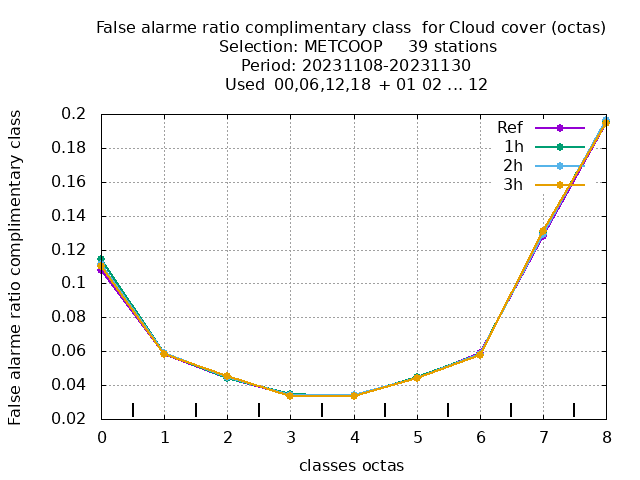 False alarme ratio complimentary class  for Cloud cover (octas)
Selection: METCOOP     39 stations
Period: 20231108-20231130
Used  00,06,12,18 + 01 02 ... 12
False alarme ratio complimentary class
0.2
0.18
0.16
0.14
0.12
0.1
0.08
0.06
0.04
0.02
Ref
1h
2h
3h
0 1 2 3 4 5 6 7 8
classes octas